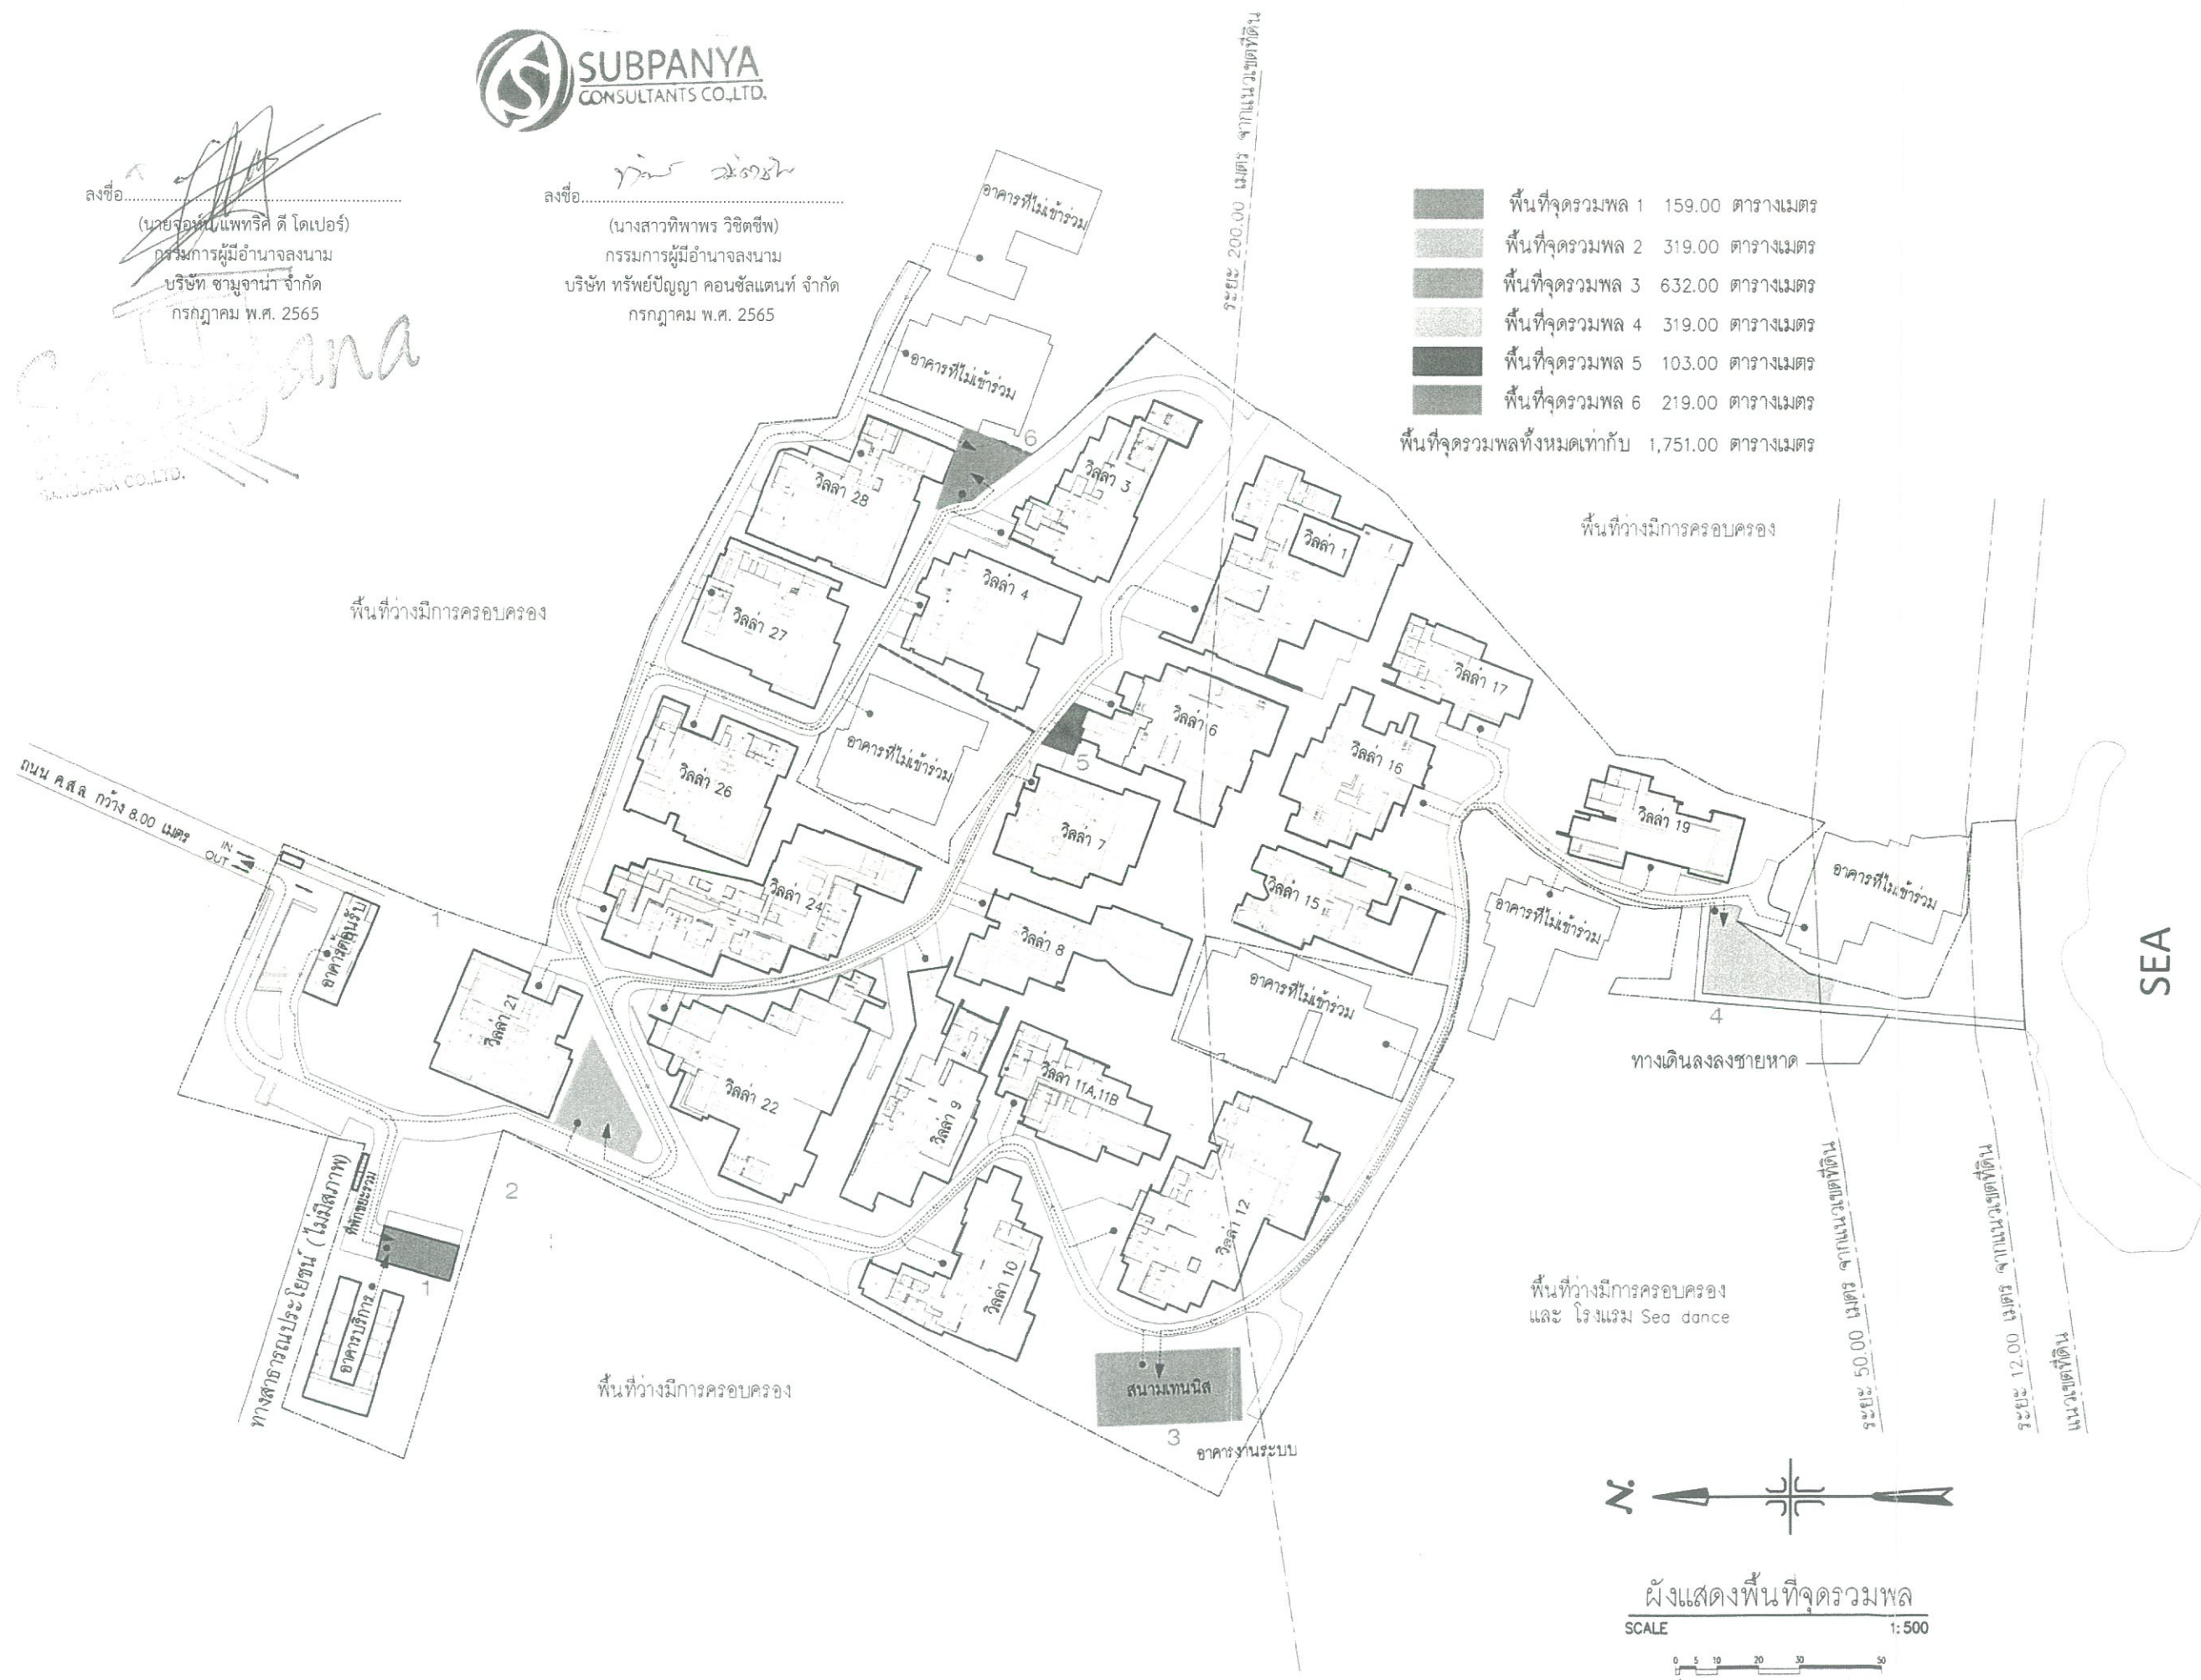 SUBPANYA
CONSULTANTS CO.,LTD.
ลงชื่อ
(นายจอห์น แพทริค ดี โดเปอร์)
กรรมการผู้มีอำนาจลงนาม
บริษัท ซามูจาน่า จำกัด
กรกฎาคม พ.ศ. 2565
SAMUJANA CO.,LTD.
ลงชื่อ
(นางสาวทิพาพร วิชิตชีพ)
กรรมการผู้มีอำนาจลงนาม
บริษัท ทรัพย์ปัญญา คอนซัลแตนท์ จำกัด
กรกฎาคม พ.ศ. 2565
ระยะ 200.00 เมตร จากแนวเขตที่ดิน
พื้นที่จุดรวมพล 1 159.00 ตารางเมตร
พื้นที่จุดรวมพล 2 319.00 ตารางเมตร
พื้นที่จุดรวมพล 3 632.00 ตารางเมตร
พื้นที่จุดรวมพล 4 319.00 ตารางเมตร
พื้นที่จุดรวมพล 5 103.00 ตารางเมตร
พื้นที่จุดรวมพล 6 219.00 ตารางเมตร
พื้นที่จุดรวมพลทั้งหมดเท่ากับ 1,751.00 ตารางเมตร
อาคารที่ไม่เข้าร่วม
อาคารที่ไม่เข้าร่วม
6
วิลล่า 3
วิลล่า 28
พื้นที่ว่างมีการครอบครอง
วิลล่า 1
วิลล่า 4
พื้นที่ว่างมีการครอบครอง
วิลล่า 27
วิลล่า 17
วิลล่า 6
อาคารที่ไม่เข้าร่วม
5
วิลล่า 16
วิลล่า 26
ถนน ค.ส.ล. กว้าง 8.00 เมตร
IN
OUT
วิลล่า 7
วิลล่า 19
อาคารที่ไม่เข้าร่วม
วิลล่า 24
วิลล่า 15
อาคารที่ไม่เข้าร่วม
1
อาคารต้อนรับ
วิลล่า 8
อาคารที่ไม่เข้าร่วม
SEA
4
วิลล่า 21
ทางเดินลงลงชายหาด
วิลล่า 22
วิลล่า 9
วิลล่า 11A,11B
2
ที่พักขยะรวม
ทางสาธารณประโยชน์ (ไม่มีสภาพ)
1
อาคารบริการ
วิลล่า 12
วิลล่า 10
พื้นที่ว่างมีการครอบครอง
และ โรงแรม Sea dance
พื้นที่ว่างมีการครอบครอง
สนามเทนนิส
3
อาคารงานระบบ
ระยะ 50.00 เมตร จากแนวเขตที่ดิน
ระยะ 12.00 เมตร จากแนวเขตที่ดิน
แนวเขตที่ดิน
N.
ผังแสดงพื้นที่จุดรวมพล
SCALE 1:500
0 5 10 20 30 50